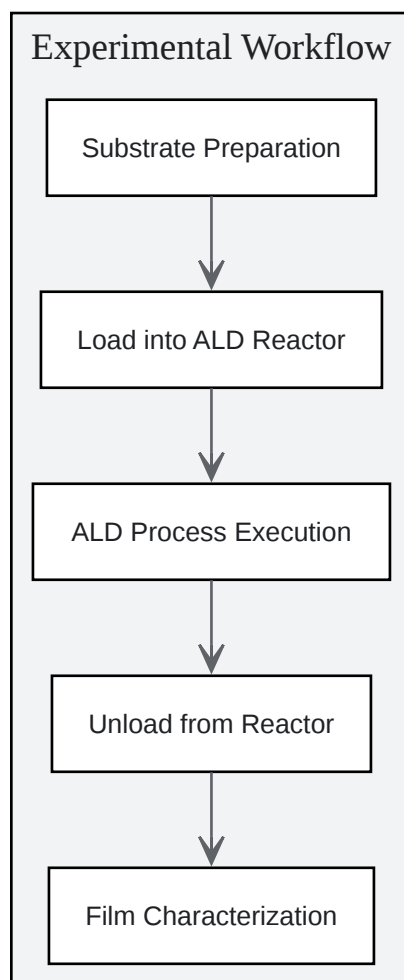 Experimental Workflow
Substrate Preparation
Load into ALD Reactor
ALD Process Execution
Unload from Reactor
Film Characterization